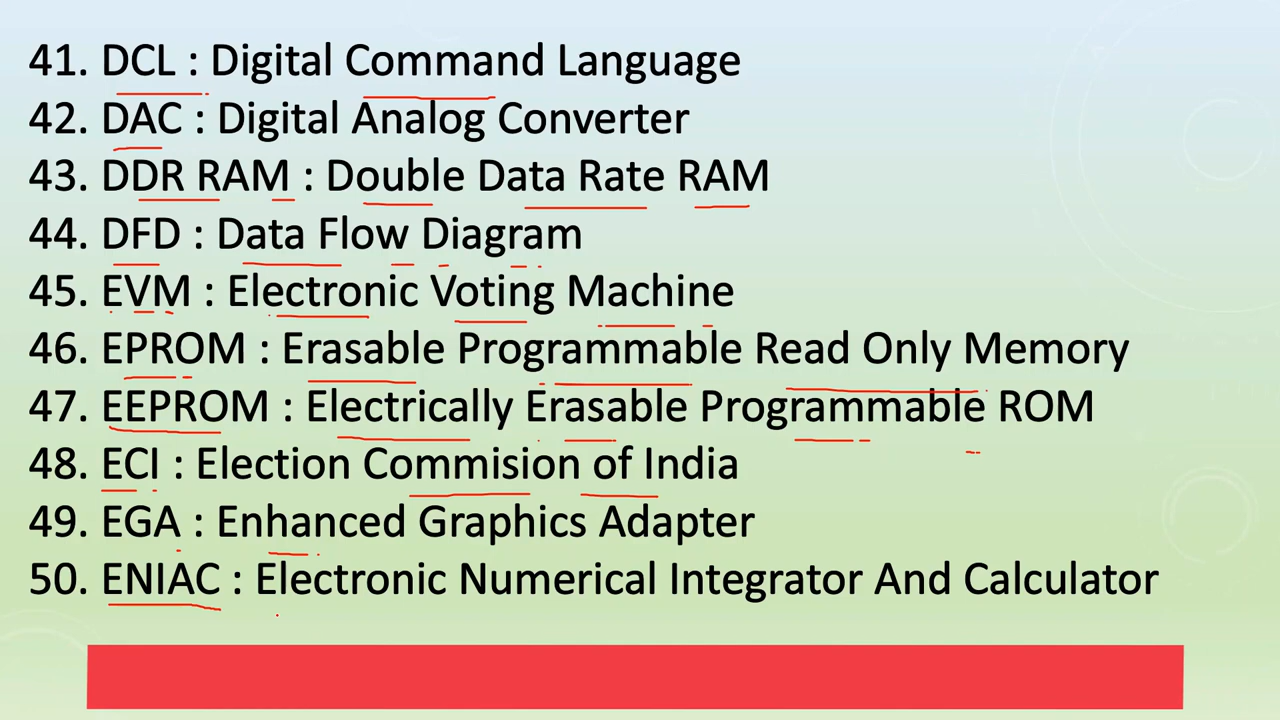 41. DCL : Digital Command Language
42. DAC : Digital Analog Converter
43. DDR RAM : Double Data Rate RAM
44. DFD : Data Flow Diagram
45. EVM : Electronic Voting Machine
46. EPROM : Erasable Programmable Read Only Memory
47. EEPROM : Electrically Erasable Programmable ROM
48. ECI : Election Commision of India
49. EGA : Enhanced Graphics Adapter
50. ENIAC : Electronic Numerical Integrator And Calculator